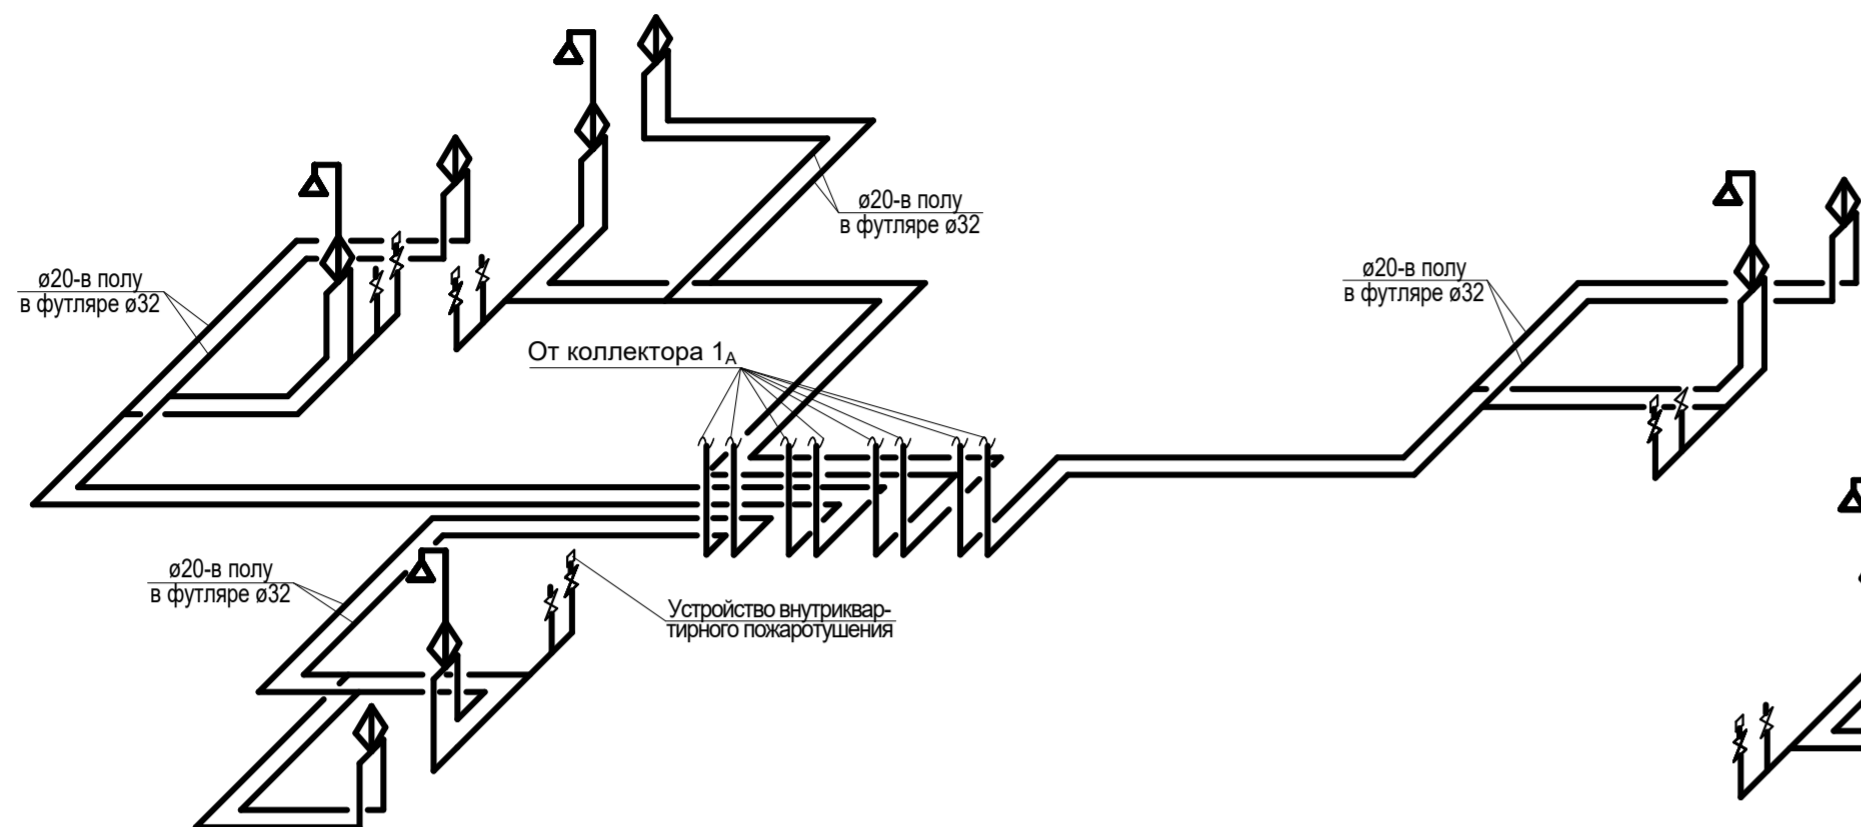 ø20-в полу
в футляре ø32
ø20-в полу
в футляре ø32
ø20-в полу
в футляре ø32
От коллектора 1А
ø20-в полу
в футляре ø32
Устройство внутриквар-
тирного пожаротушения